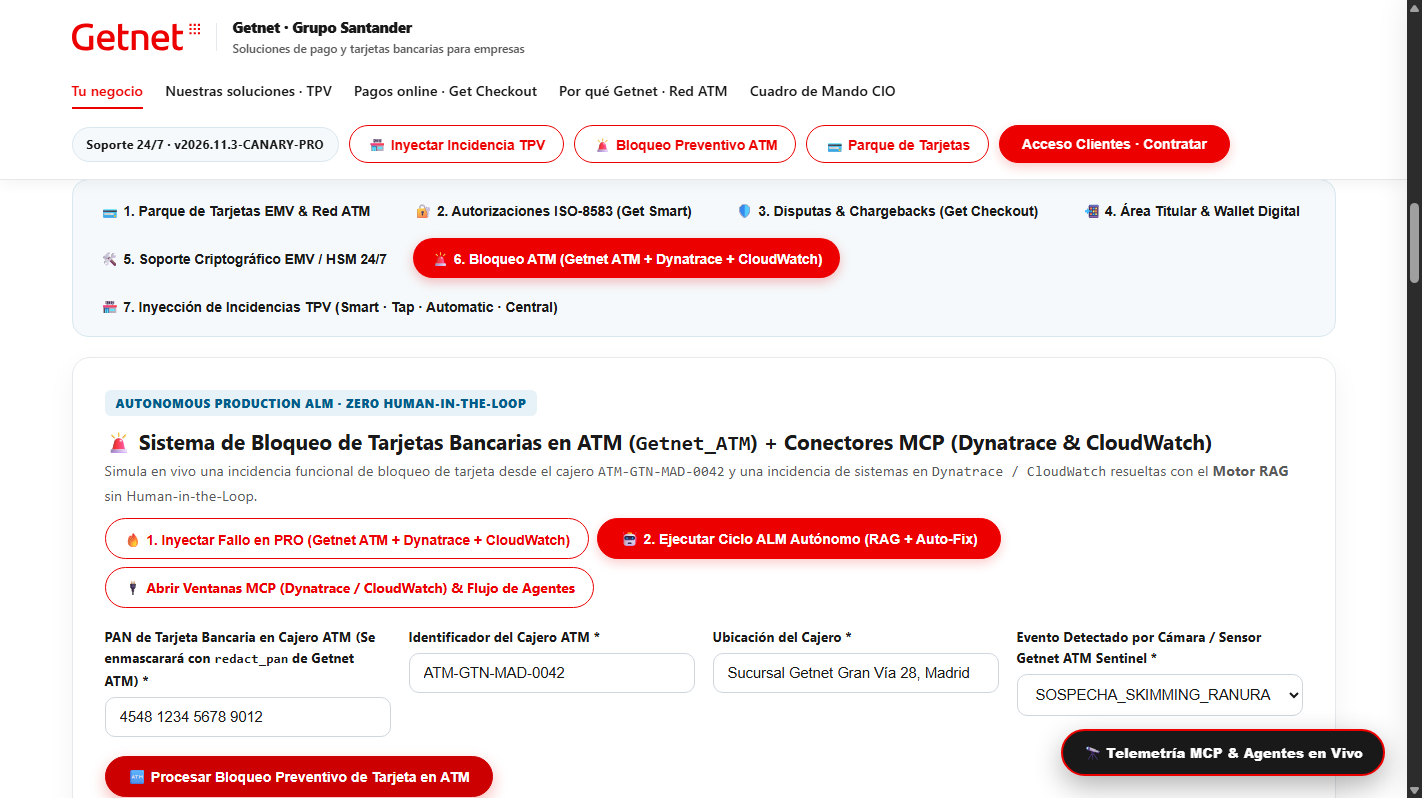 Getnet
Getnet · Grupo Santander
Soluciones de pago y tarjetas bancarias para empresas
Tu negocio
Nuestras soluciones · TPV
Pagos online · Get Checkout
Por qué Getnet · Red ATM
Cuadro de Mando CIO
Soporte 24/7 · v2026.11.3-CANARY-PRO
Inyectar Incidencia TPV
Bloqueo Preventivo ATM
Parque de Tarjetas
Acceso Clientes · Contratar
1. Parque de Tarjetas EMV & Red ATM
2. Autorizaciones ISO-8583 (Get Smart)
3. Disputas & Chargebacks (Get Checkout)
4. Área Titular & Wallet Digital
5. Soporte Criptográfico EMV / HSM 24/7
6. Bloqueo ATM (Getnet ATM + Dynatrace + CloudWatch)
7. Inyección de Incidencias TPV (Smart · Tap · Automatic · Central)
AUTONOMOUS PRODUCTION ALM · ZERO HUMAN-IN-THE-LOOP
Sistema de Bloqueo de Tarjetas Bancarias en ATM (Getnet_ATM) + Conectores MCP (Dynatrace & CloudWatch)
Simula en vivo una incidencia funcional de bloqueo de tarjeta desde el cajero ATM-GTN-MAD-0042 y una incidencia de sistemas en Dynatrace / CloudWatch resueltas con el Motor RAG
sin Human-in-the-Loop.
1. Inyectar Fallo en PRO (Getnet ATM + Dynatrace + CloudWatch)
2. Ejecutar Ciclo ALM Autónomo (RAG + Auto-Fix)
Abrir Ventanas MCP (Dynatrace / CloudWatch) & Flujo de Agentes
PAN de Tarjeta Bancaria en Cajero ATM (Se
enmascarará con redact_pan de Getnet
ATM) *
4548 1234 5678 9012
Identificador del Cajero ATM *
ATM-GTN-MAD-0042
Ubicación del Cajero *
Sucursal Getnet Gran Vía 28, Madrid
Evento Detectado por Cámara / Sensor
Getnet ATM Sentinel *
SOSPECHA_SKIMMING_RANURA
ATM Procesar Bloqueo Preventivo de Tarjeta en ATM
Telemetría MCP & Agentes en Vivo